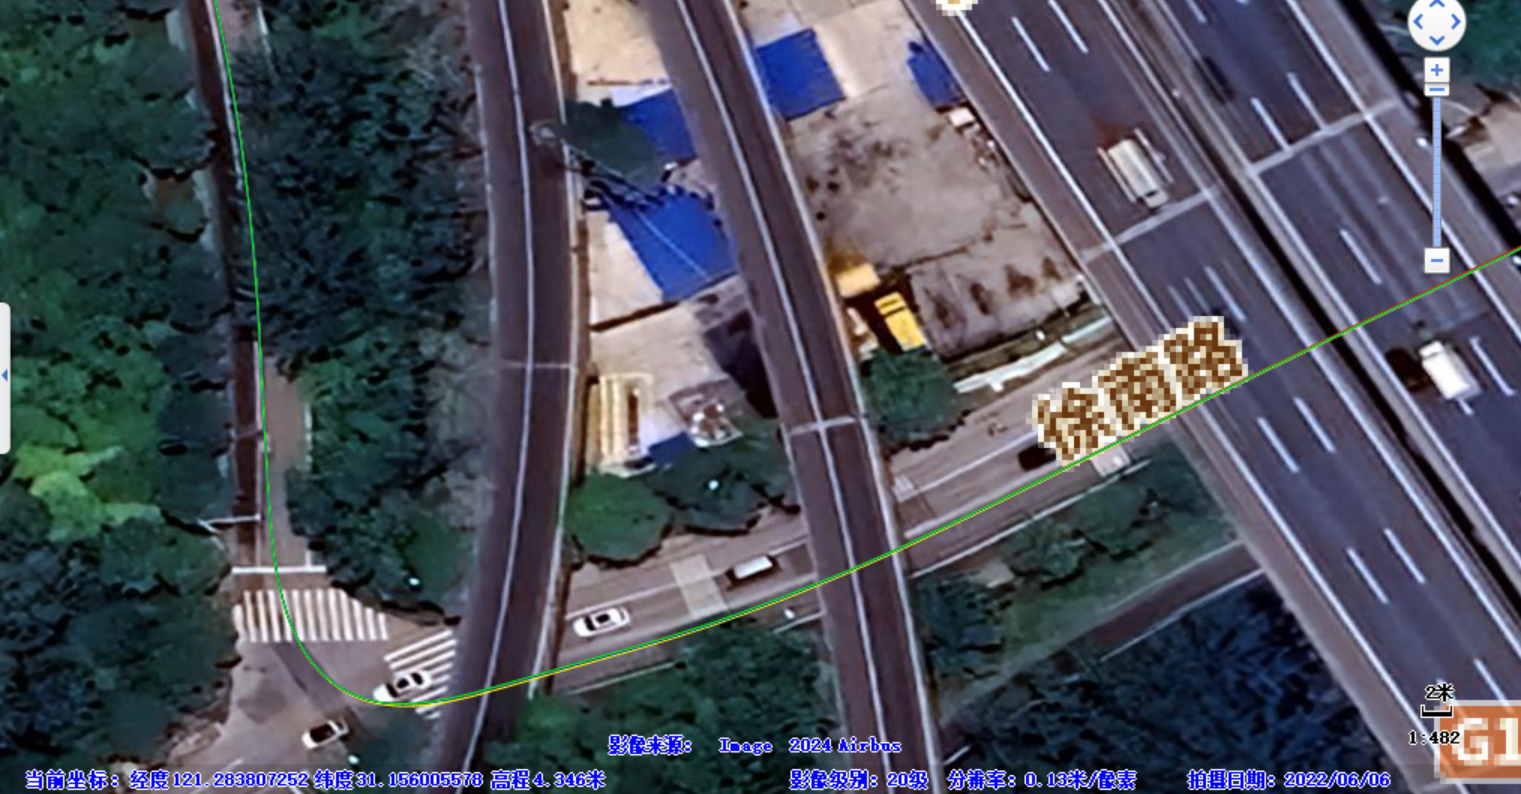 徐南路
2米
1:482
G1
影像来源: Image 2024 Airbus
当前坐标: 经度121.283807252 纬度31.156005578 高程4.346米 影像级别: 20级 分辨率: 0.13米/像素 拍摄日期: 2022/06/06